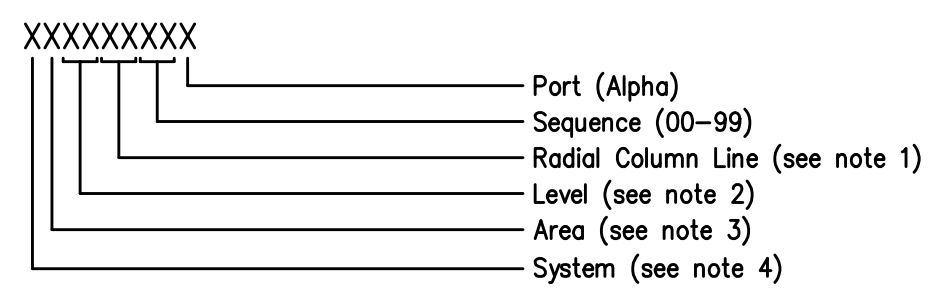 XXXXXXXXX
Port (Alpha)
Sequence (00-99)
Radial Column Line (see note 1)
Level (see note 2)
Area (see note 3)
System (see note 4)